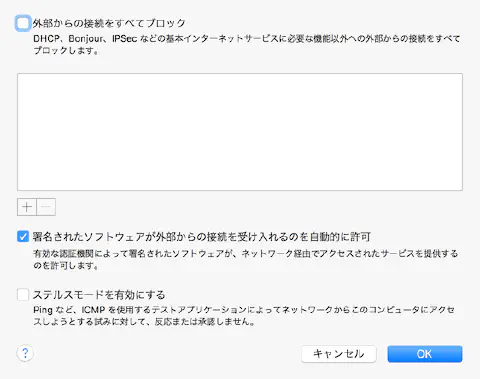 外部からの接続をすべてブロック
DHCP、Bonjour、IPSec などの基本インターネットサービスに必要な機能以外への外部からの接続をすべて
ブロックします。
+ −
署名されたソフトウェアが外部からの接続を受け入れるのを自動的に許可
有効な認証機関によって署名されたソフトウェアが、ネットワーク経由でアクセスされたサービスを提供する
のを許可します。
ステルスモードを有効にする
Ping など、ICMP を使用するテストアプリケーションによってネットワークからこのコンピュータにアクセ
スしようとする試みに対して、反応または承認しません。
? キャンセル OK